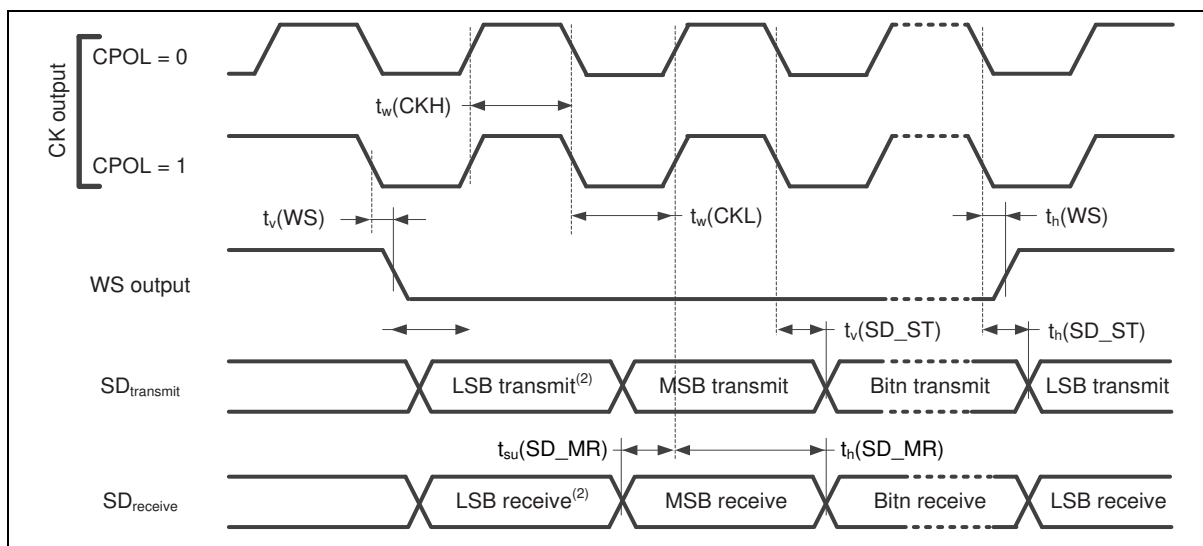 CK output
CPOL = 0
tw(CKH)
CPOL = 1
tv(WS)
tw(CKL)
th(WS)
WS output
tv(SD_ST)
th(SD_ST)
SDtransmit
LSB transmit(2)
MSB transmit
Bitn transmit
LSB transmit
tsu(SD_MR)
th(SD_MR)
SDreceive
LSB receive(2)
MSB receive
Bitn receive
LSB receive